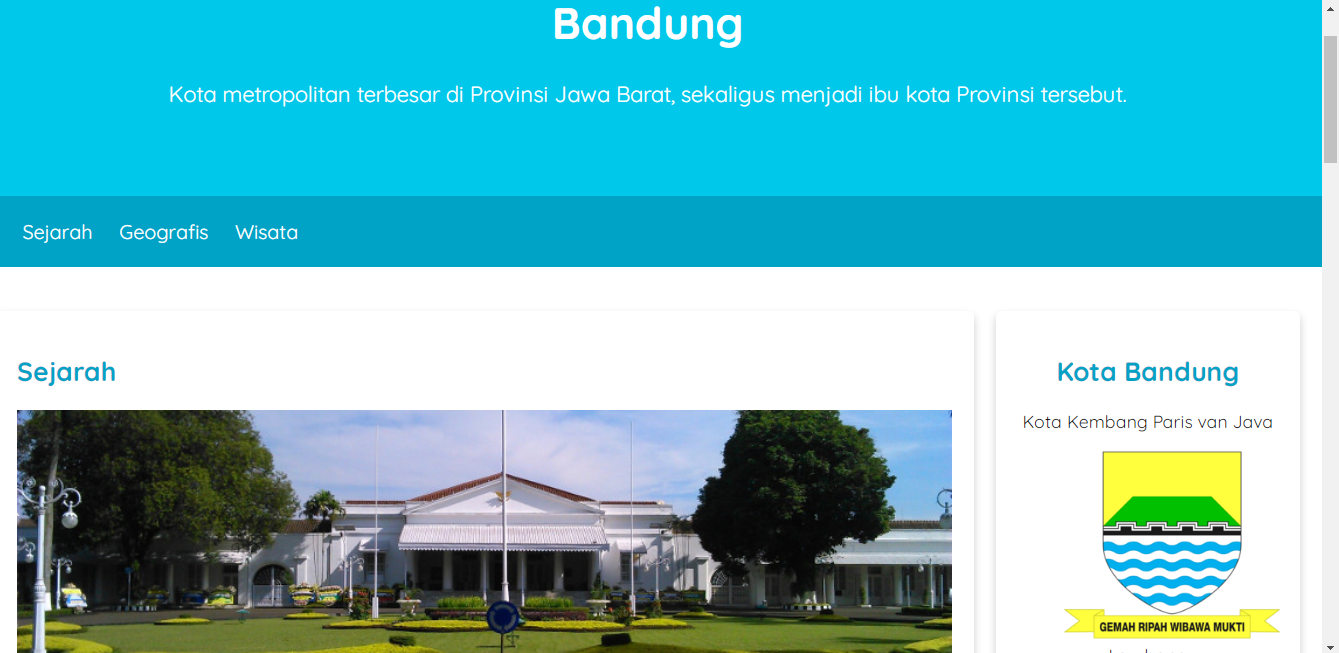 Bandung
Kota metropolitan terbesar di Provinsi Jawa Barat, sekaligus menjadi ibu kota Provinsi tersebut.
Sejarah Geografis Wisata
Sejarah
Kota Bandung
Kota Kembang Paris van Java
GEMAH RIPAH WIBAWA MUKTI